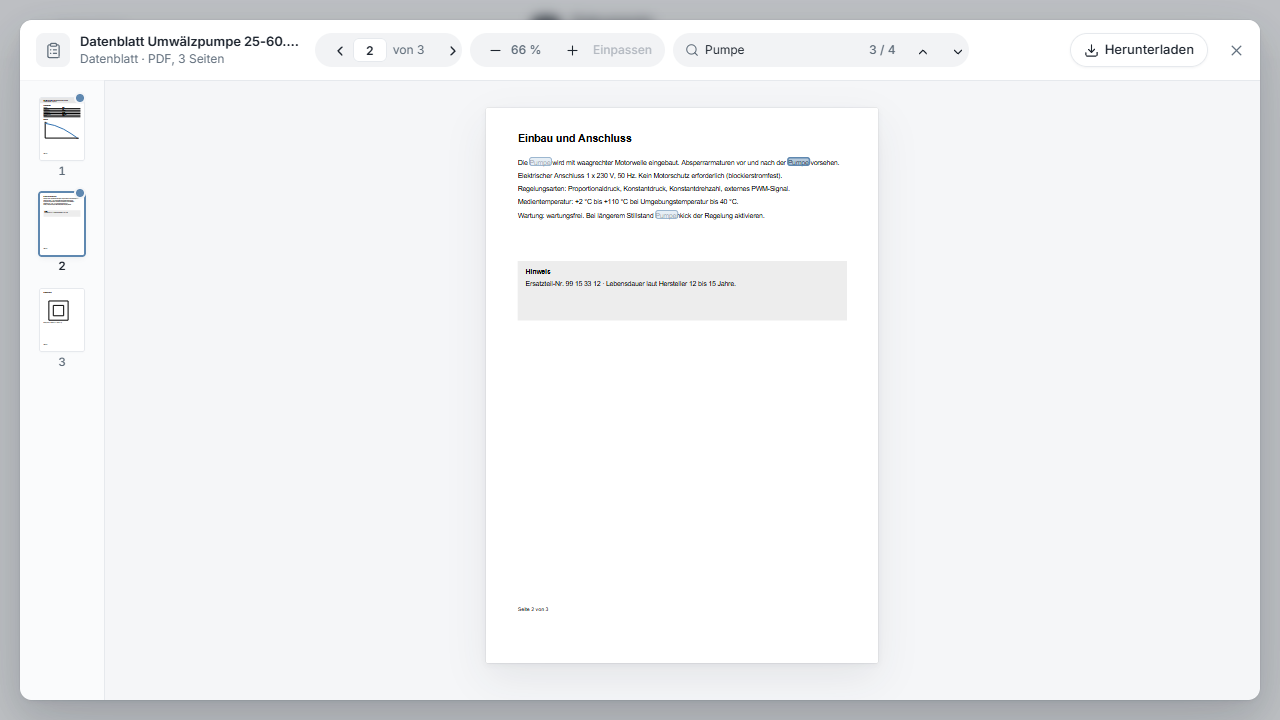 Datenblatt Umwälzpumpe 25-60....
Datenblatt · PDF, 3 Seiten
2 von 3
66 %
Einpassen
Pumpe
3 / 4
Herunterladen
1
2
3
Einbau und Anschluss
Die Pumpe wird mit waagrechter Motorwelle eingebaut. Absperrarmaturen vor und nach der Pumpe vorsehen.
Elektrischer Anschluss 1 x 230 V, 50 Hz. Kein Motorschutz erforderlich (blockierstromfest).
Regelungsarten: Proportionaldruck, Konstantdruck, Konstantdrehzahl, externes PWM-Signal.
Medientemperatur: +2 °C bis +110 °C bei Umgebungstemperatur bis 40 °C.
Wartung: wartungsfrei. Bei längerem Stillstand Pumpenkick der Regelung aktivieren.
Hinweis
Ersatzteil-Nr. 99 15 33 12 · Lebensdauer laut Hersteller 12 bis 15 Jahre.
Seite 2 von 3